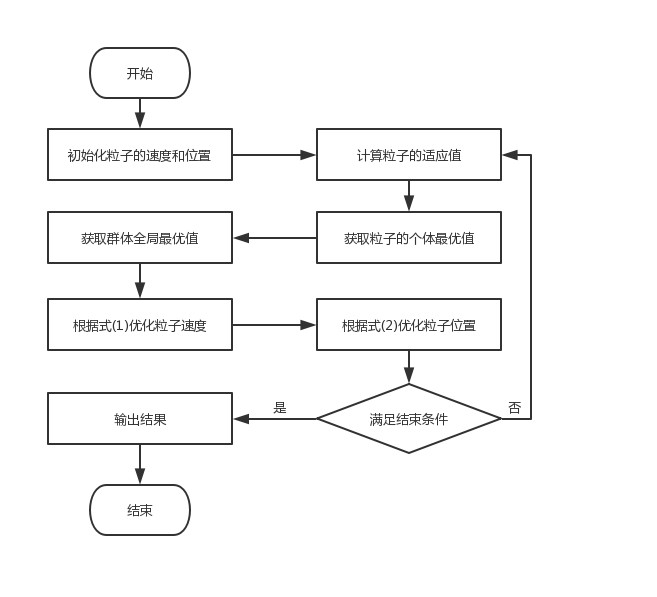 开始
初始化粒子的速度和位置
计算粒子的适应值
获取粒子的个体最优值
获取群体全局最优值
根据式(1)优化粒子速度
根据式(2)优化粒子位置
满足结束条件
否
是
输出结果
结束